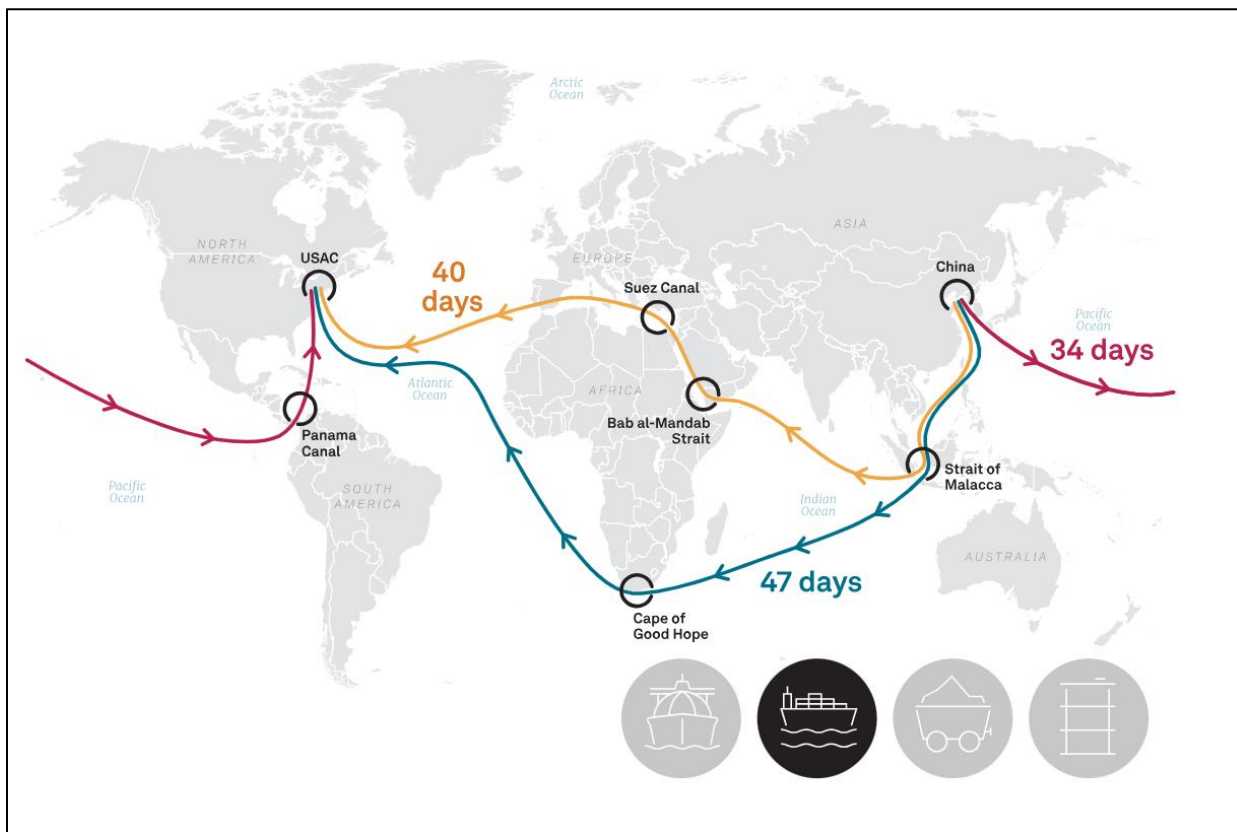 Arctic
Ocean
NORTH
AMERICA
USAC
40
days
EUROPE
Suez Canal
ASIA
China
Pacific
Ocean
34 days
Atlantic
Ocean
AFRICA
Bab al-Mandab
Strait
Panama
Canal
Strait of
Malacca
Pacific
Ocean
SOUTH
AMERICA
Indian
Ocean
AUSTRALIA
47 days
Cape of
Good Hope